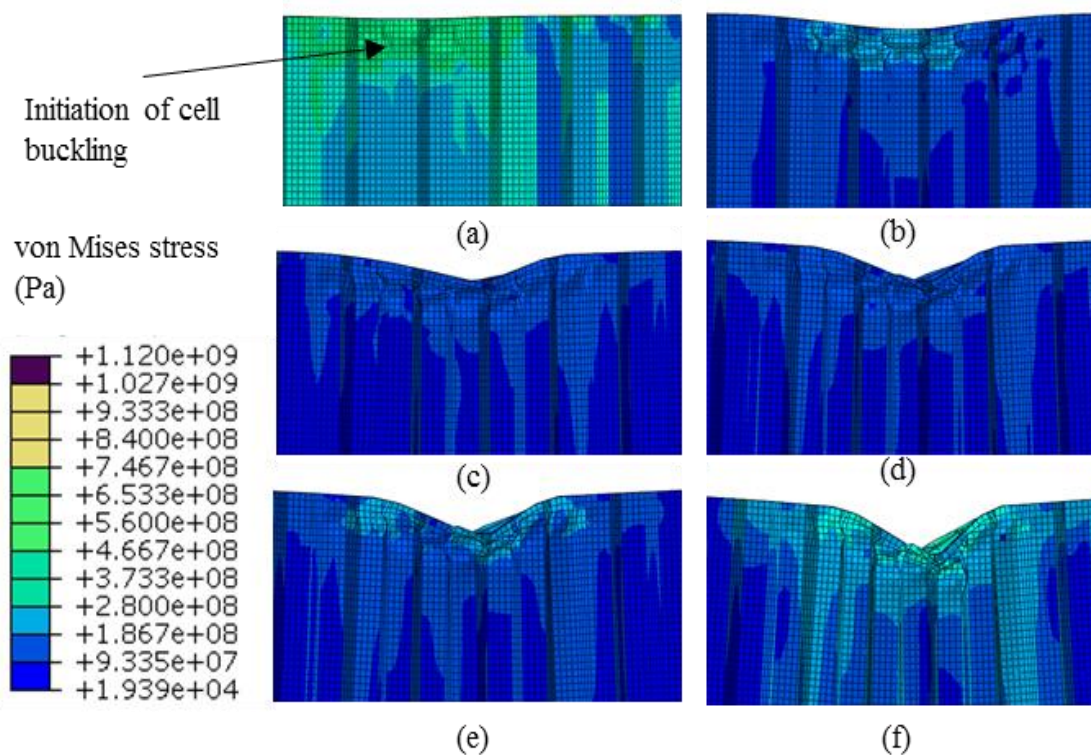 Initiation of cell
buckling
(a)
(b)
von Mises stress
(Pa)
+1.120e+09
+1.027e+09
+9.333e+08
+8.400e+08
+7.467e+08
+6.533e+08
+5.600e+08
+4.667e+08
+3.733e+08
+2.800e+08
+1.867e+08
+9.335e+07
+1.939e+04
(c)
(d)
(e)
(f)